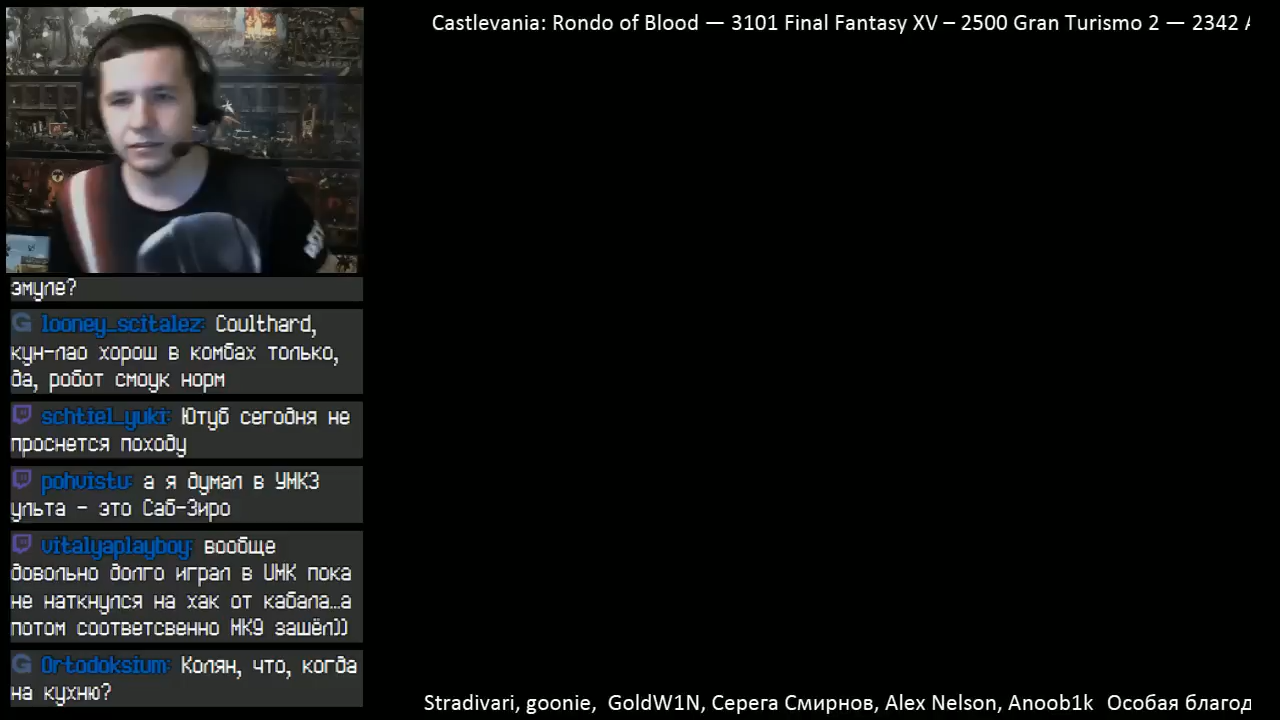 Castlevania: Rondo of Blood — 3101 Final Fantasy XV – 2500 Gran Turismo 2 — 2342
эмуле?
looney_scitalez: Coulthard,
кун-лао хорош в комбах только,
да, робот смоук норм
schtiel_yuki: Ютуб сегодня не
проснется походу
pohvistu: а я думал в УМК3
ульта - это Саб-Зиро
vitalyaplayboy: вообще
довольно долго играл в UMK пока
не наткнулся на хак от кабала...а
потом соответсвенно МК9 зашёл))
Ortodoksium: Колян, что, когда
на кухню?
Stradivari, goonie, GoldW1N, Серега Смирнов, Alex Nelson, Anoob1k Особая благод